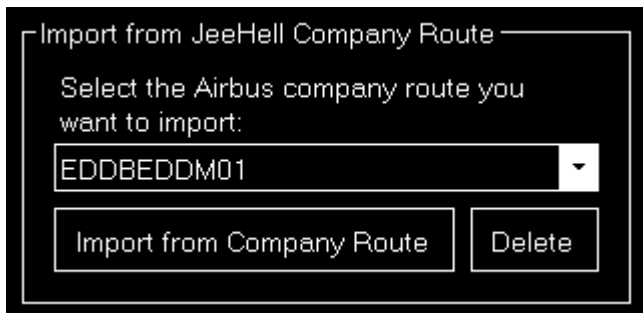 Import from JeeHell Company Route
Select the Airbus company route you
want to import:
EDDBEDDM01
Import from Company Route
Delete